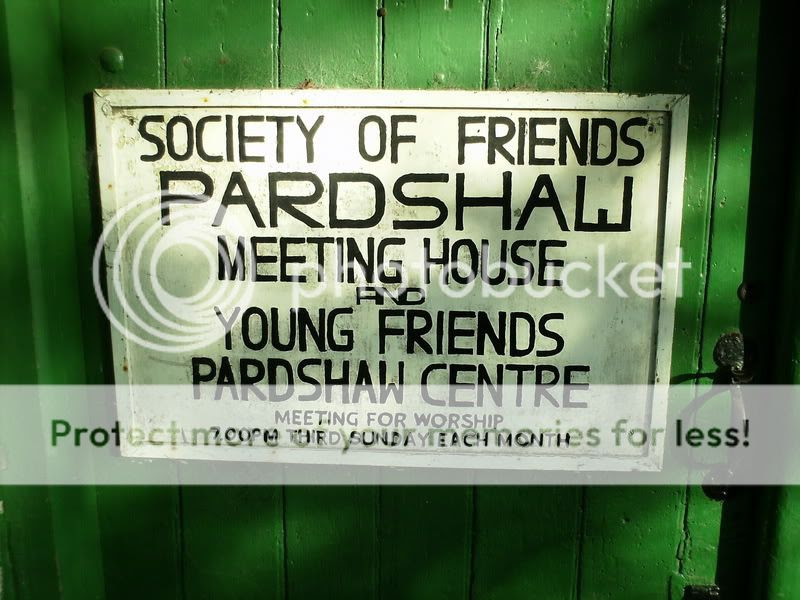 SOCIETY OF FRIENDS
PARDSHAW
MEETING HOUSE
AND
YOUNG FRIENDS
PARDSHAW CENTRE
MEETING FOR WORSHIP
7.00PM THIRD SUNDAY EACH MONTH
photobucket
Protect more of your memories for less!